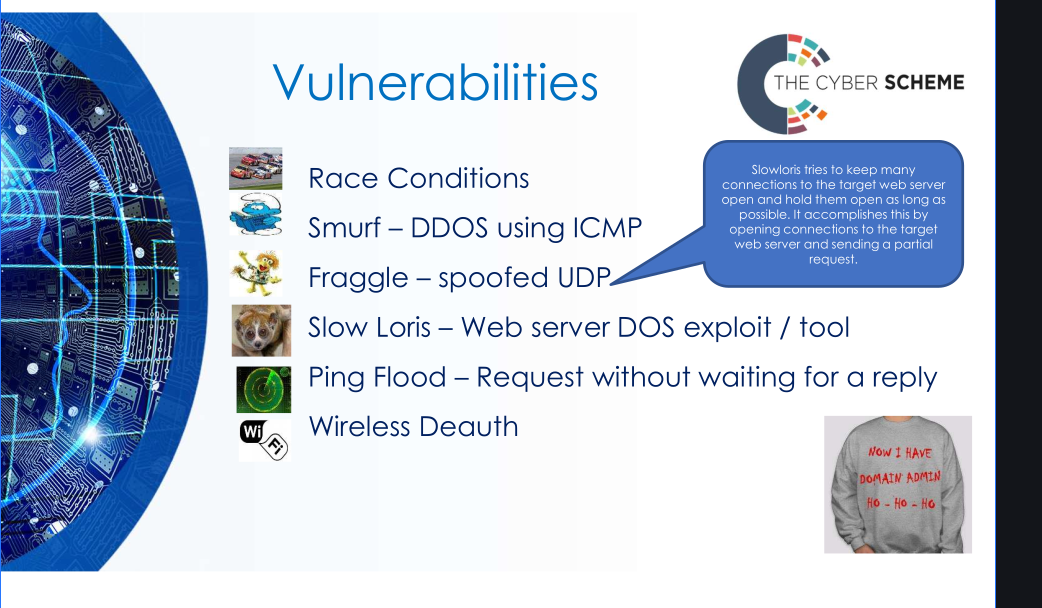 Vulnerabilities
THE CYBER SCHEME
Race Conditions
Smurf – DDOS using ICMP
Fraggle – spoofed UDP
Slow Loris – Web server DOS exploit / tool
Ping Flood – Request without waiting for a reply
Wireless Deauth
Slowloris tries to keep many
connections to the target web server
open and hold them open as long as
possible. It accomplishes this by
opening connections to the target
web server and sending a partial
request.
Wi
Fi
NOW I HAVE
DOMAIN ADMIN
HO - HO - HO